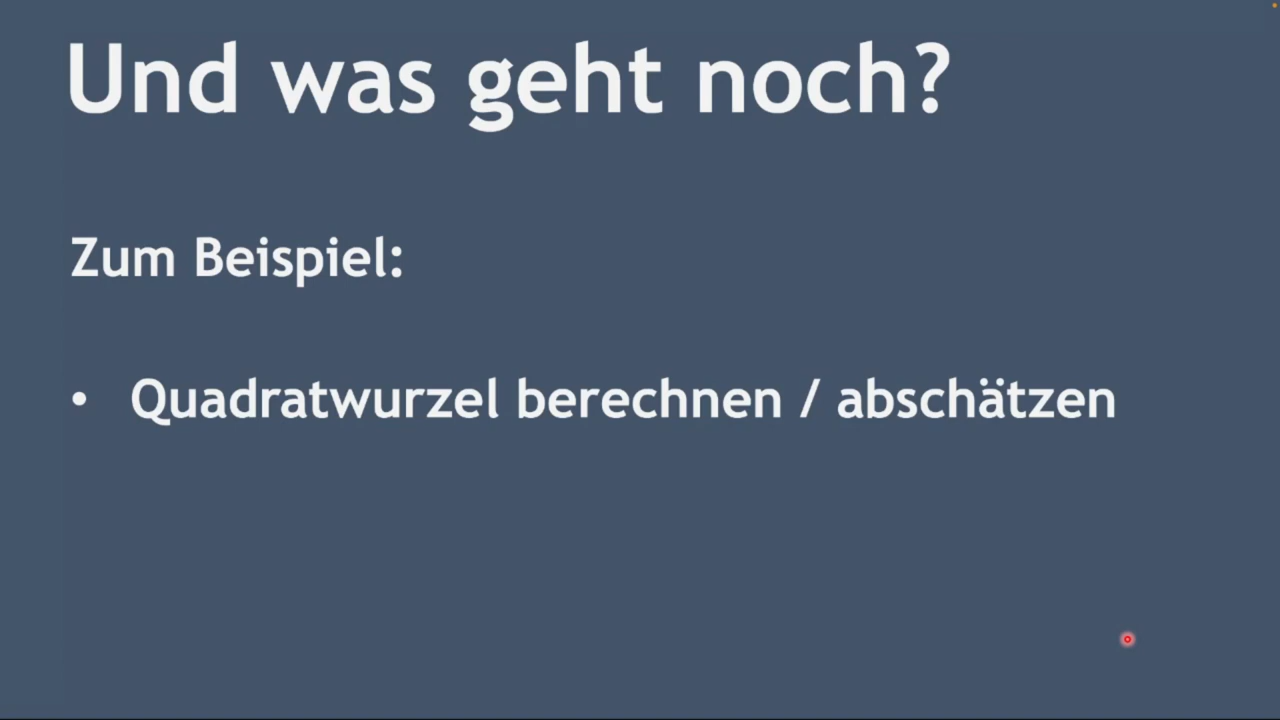 Und was geht noch?
Zum Beispiel:
• Quadratwurzel berechnen / abschätzen